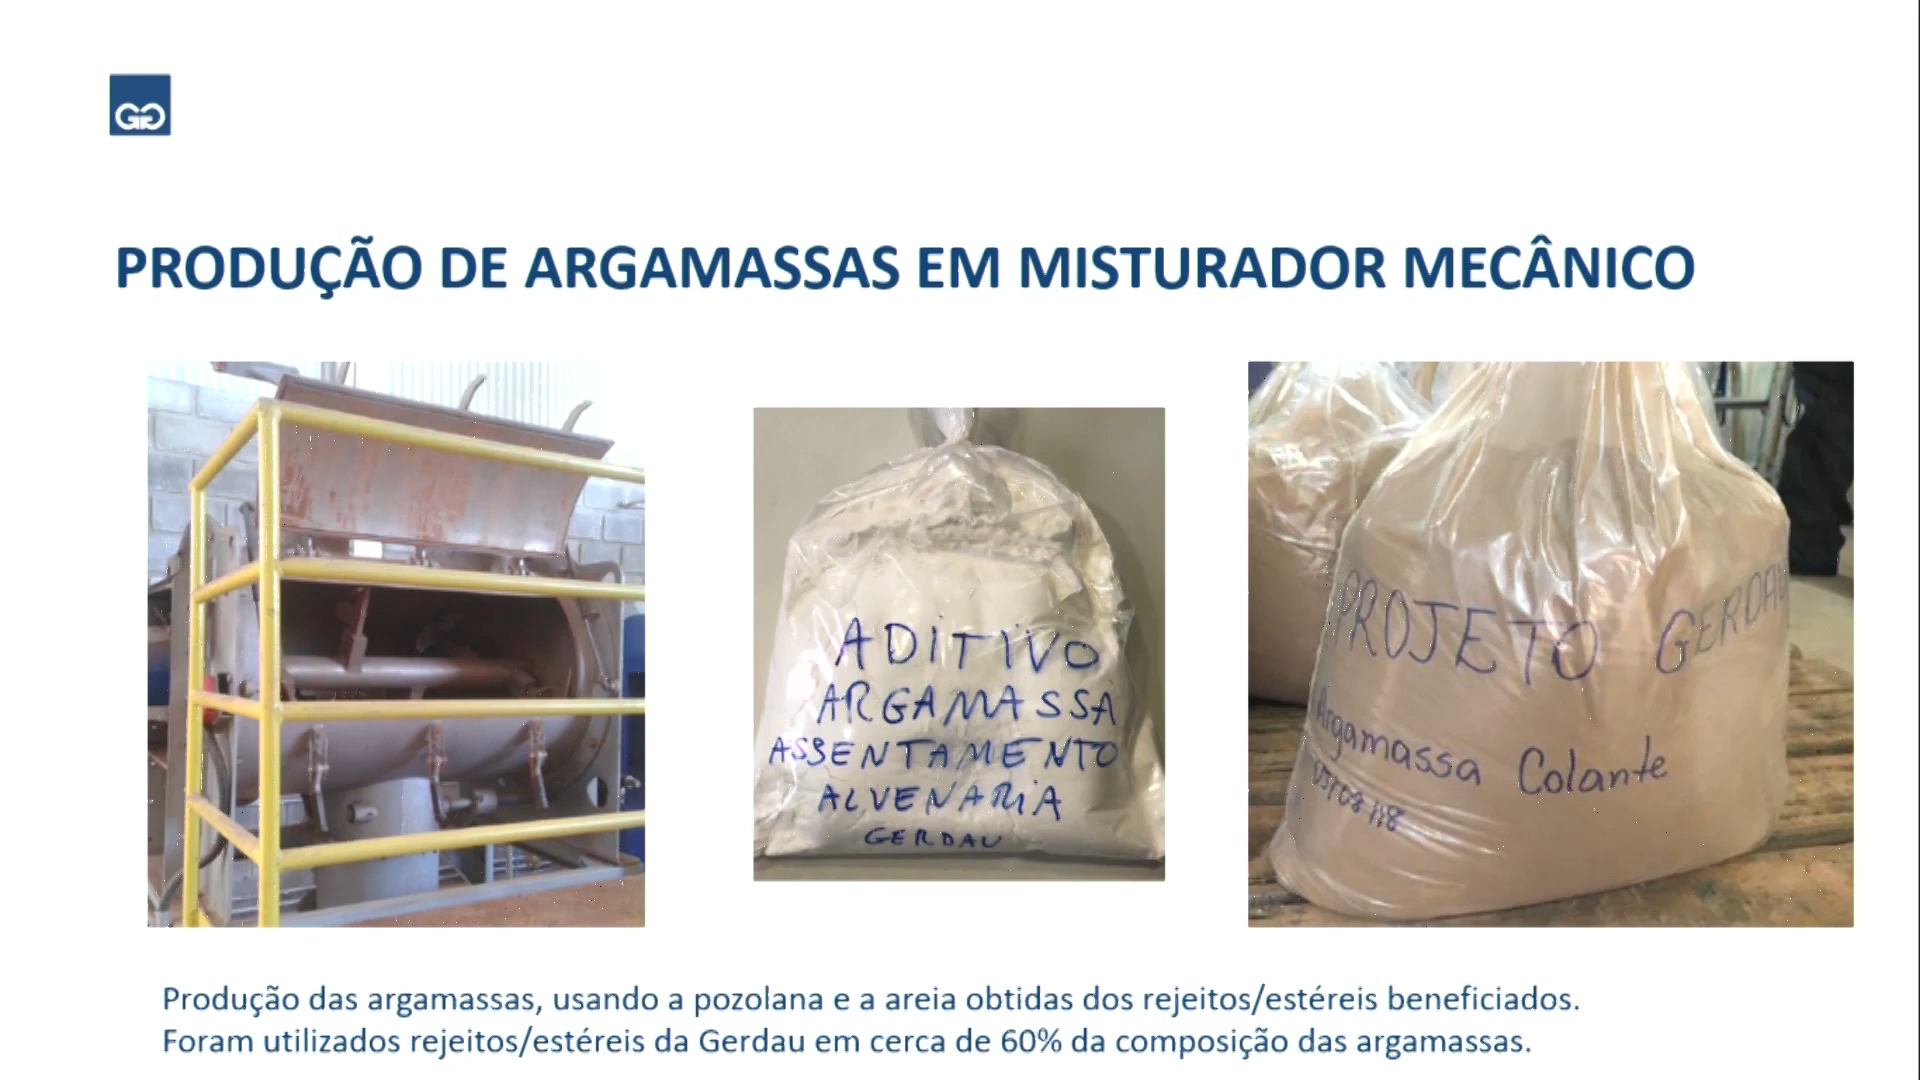 PRODUÇÃO DE ARGAMASSAS EM MISTURADOR MECÂNICO
ADITIVO
ARGAMASSA
ASSENTAMENTO
ALVENARIA
GERDAU
PROJETO GERDAU
Argamassa Colante
Produção das argamassas, usando a pozolana e a areia obtidas dos rejeitos/estéreis beneficiados.
Foram utilizados rejeitos/estéreis da Gerdau em cerca de 60% da composição das argamassas.